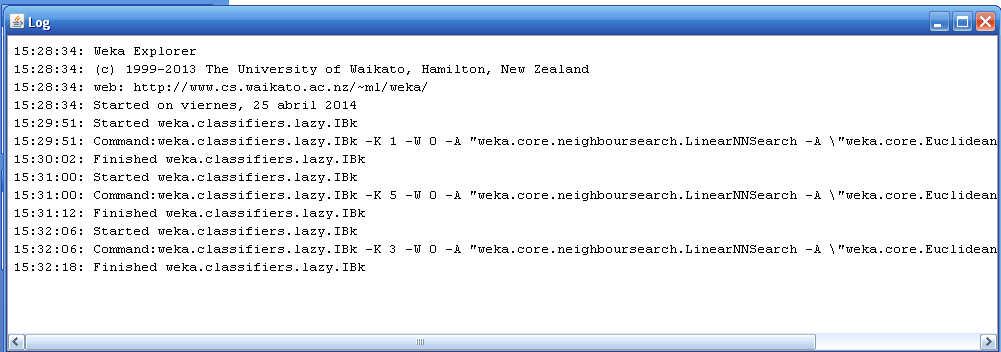 Log
15:28:34: Weka Explorer
15:28:34: (c) 1999-2013 The University of Waikato, Hamilton, New Zealand
15:28:34: web: http://www.cs.waikato.ac.nz/~ml/weka/
15:28:34: Started on viernes, 25 abril 2014
15:29:51: Started weka.classifiers.lazy.IBk
15:29:51: Command:weka.classifiers.lazy.IBk -K 1 -W 0 -A "weka.core.neighboursearch.LinearNNSearch -A \"weka.core.Euclidean
15:30:02: Finished weka.classifiers.lazy.IBk
15:31:00: Started weka.classifiers.lazy.IBk
15:31:00: Command:weka.classifiers.lazy.IBk -K 5 -W 0 -A "weka.core.neighboursearch.LinearNNSearch -A \"weka.core.Euclidean
15:31:12: Finished weka.classifiers.lazy.IBk
15:32:06: Started weka.classifiers.lazy.IBk
15:32:06: Command:weka.classifiers.lazy.IBk -K 3 -W 0 -A "weka.core.neighboursearch.LinearNNSearch -A \"weka.core.Euclidean
15:32:18: Finished weka.classifiers.lazy.IBk